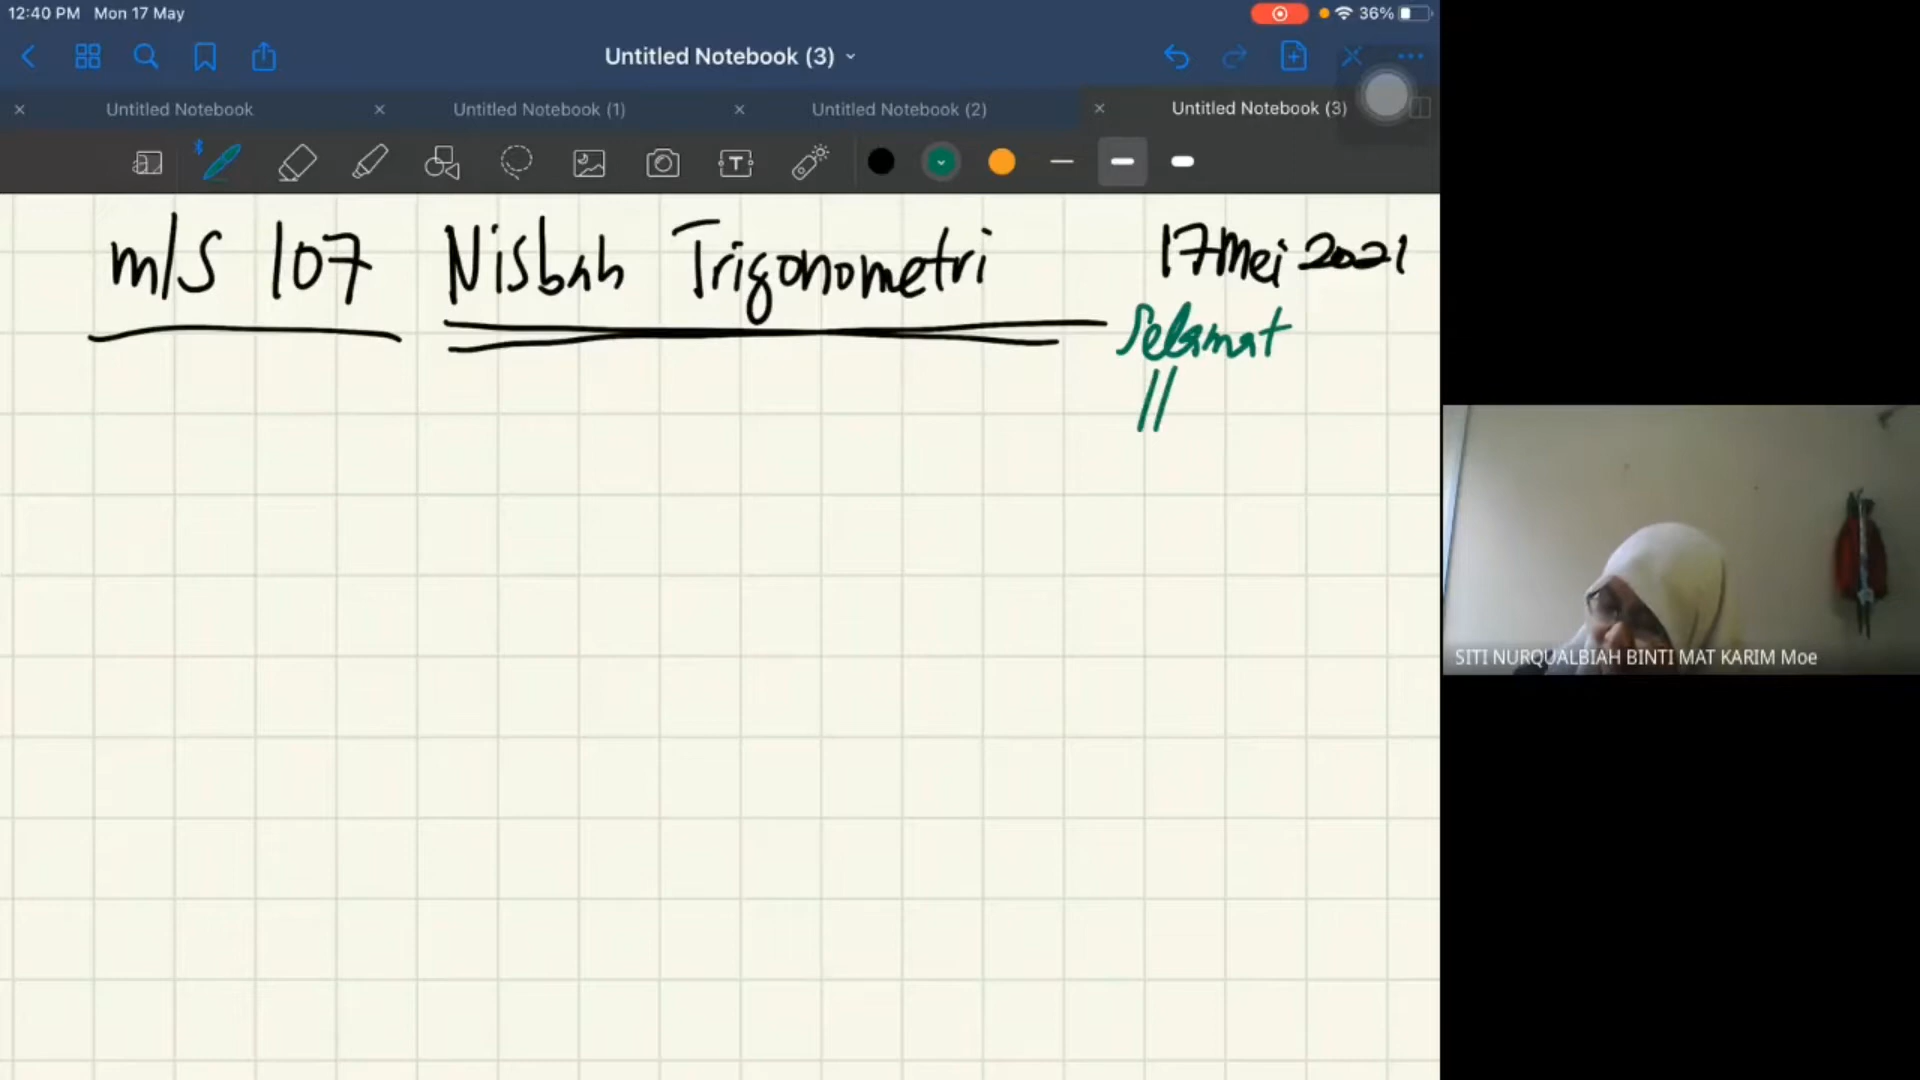 12:40 PM Mon 17 May
36%
Untitled Notebook (3)
Untitled Notebook
Untitled Notebook (1)
Untitled Notebook (2)
Untitled Notebook (3)
T
m/s 107 Nisbah Trigonometri 17 Mei 2021
Selamat
SITI NURQUALBIAH BINTI MAT KARIM Moe